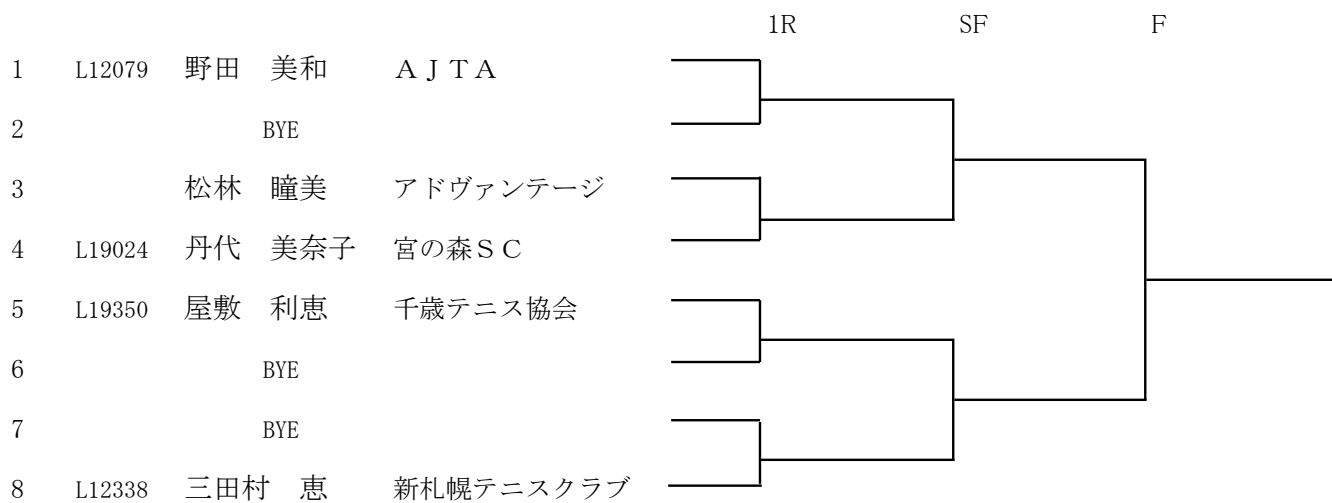 1R SF F
1 L12079 野田 美和 ＡＪＴＡ
2 BYE
3 松林 瞳美 アドヴァンテージ
4 L19024 丹代 美奈子 宮の森ＳＣ
5 L19350 屋敷 利恵 千歳テニス協会
6 BYE
7 BYE
8 L12338 三田村 恵 新札幌テニスクラブ